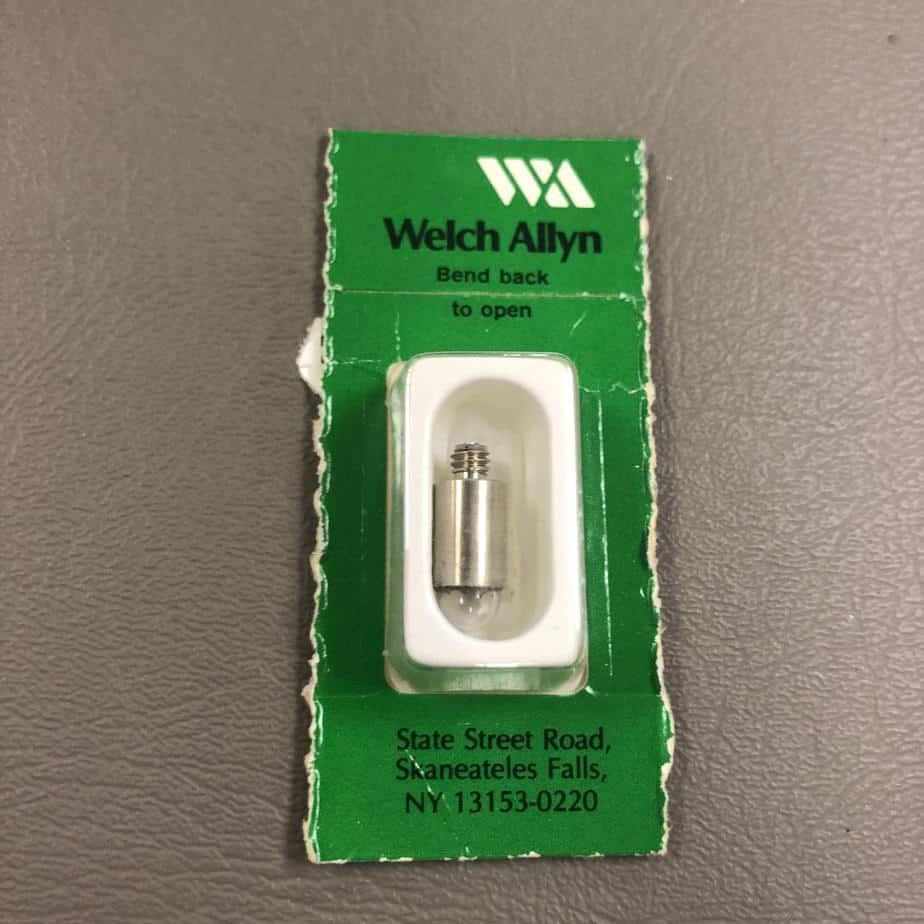 WA
Welch Allyn
Bend back
to open
State Street Road,
Skaneateles Falls,
NY 13153-0220